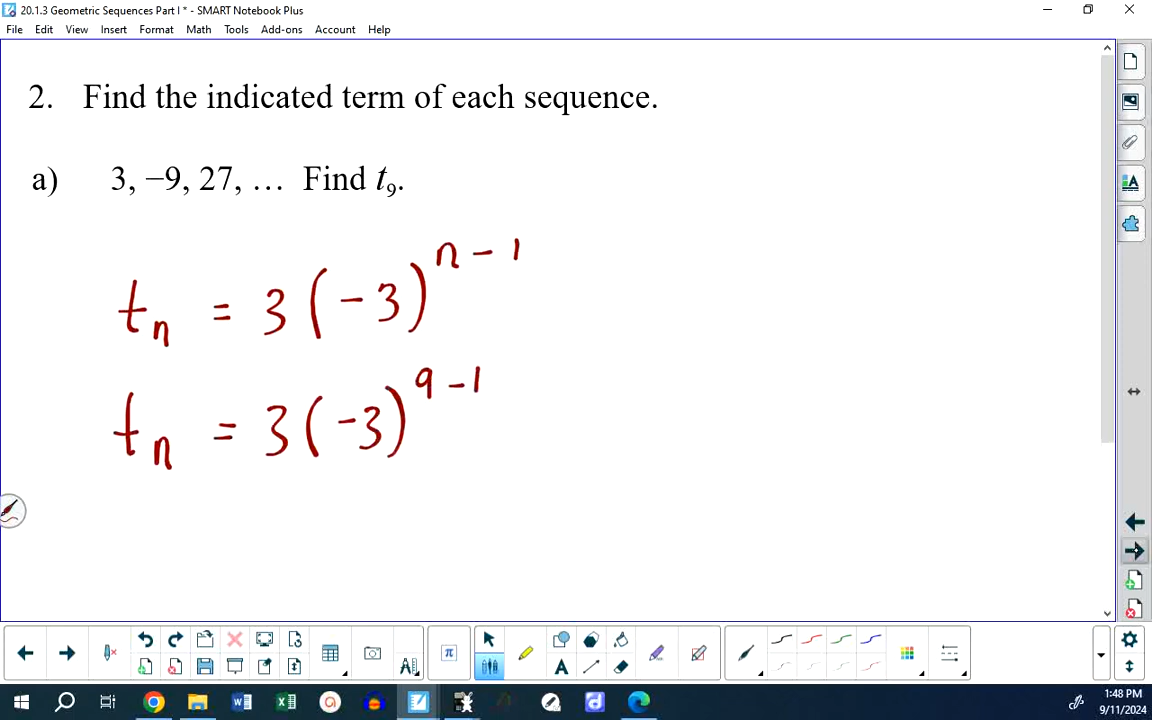 20.1.3 Geometric Sequences Part I * - SMART Notebook Plus
File Edit View Insert Format Math Tools Add-ons Account Help
2. Find the indicated term of each sequence.
a) 3, −9, 27, … Find t₉.
tₙ = 3(-3)ⁿ⁻¹
tₙ = 3(-3)⁹⁻¹
1:48 PM
9/11/2024